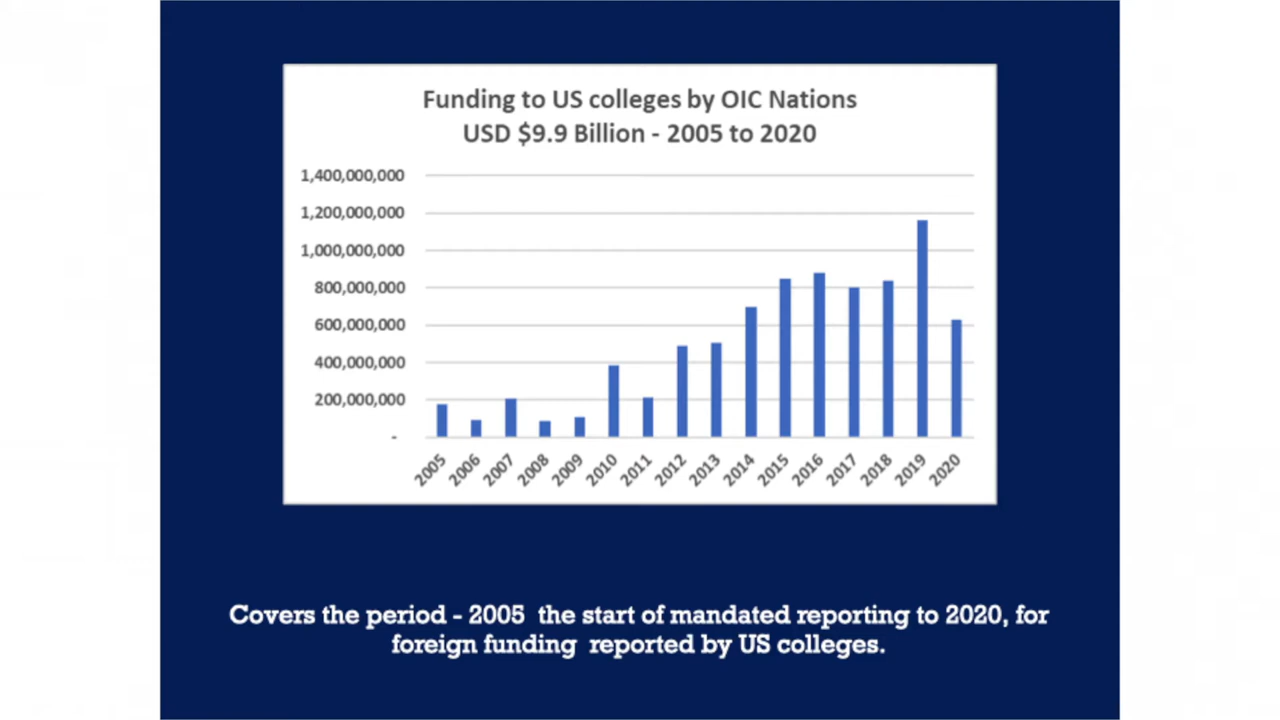 Funding to US colleges by OIC Nations
USD $9.9 Billion - 2005 to 2020
1,400,000,000
1,200,000,000
1,000,000,000
800,000,000
600,000,000
400,000,000
200,000,000
-
2005 2006 2007 2008 2009 2010 2011 2012 2013 2014 2015 2016 2017 2018 2019 2020
Covers the period - 2005 the start of mandated reporting to 2020, for
foreign funding reported by US colleges.